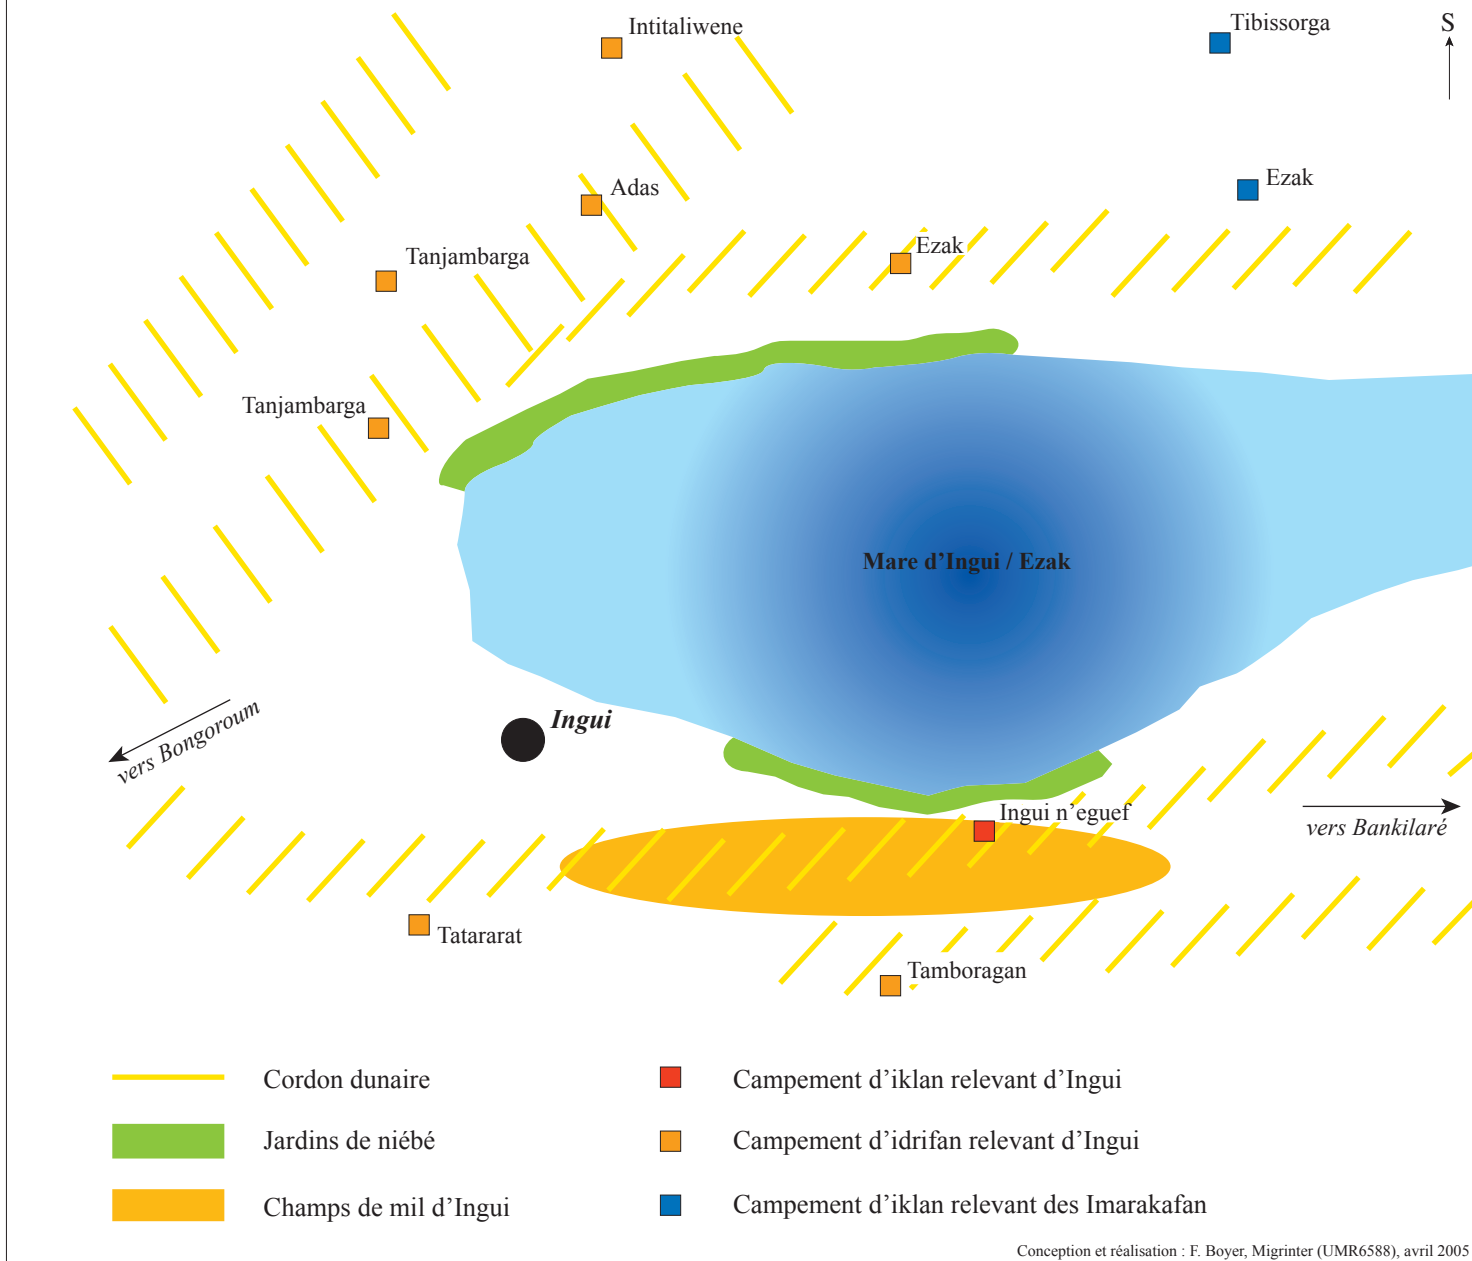 S
Intitaliwene
Tibissorga
Adas
Ezak
Tanjambarga
Ezak
Tanjambarga
Mare d'Ingui / Ezak
Ingui
vers Bongoroum
Ingui n'eguef
vers Bankilaré
Tatararat
Tamboragan
Cordon dunaire
Jardins de niébé
Champs de mil d'Ingui
Campement d'iklan relevant d'Ingui
Campement d'idrifan relevant d'Ingui
Campement d'iklan relevant des Imarakafan
Conception et réalisation : F. Boyer, Migrinter (UMR6588), avril 2005